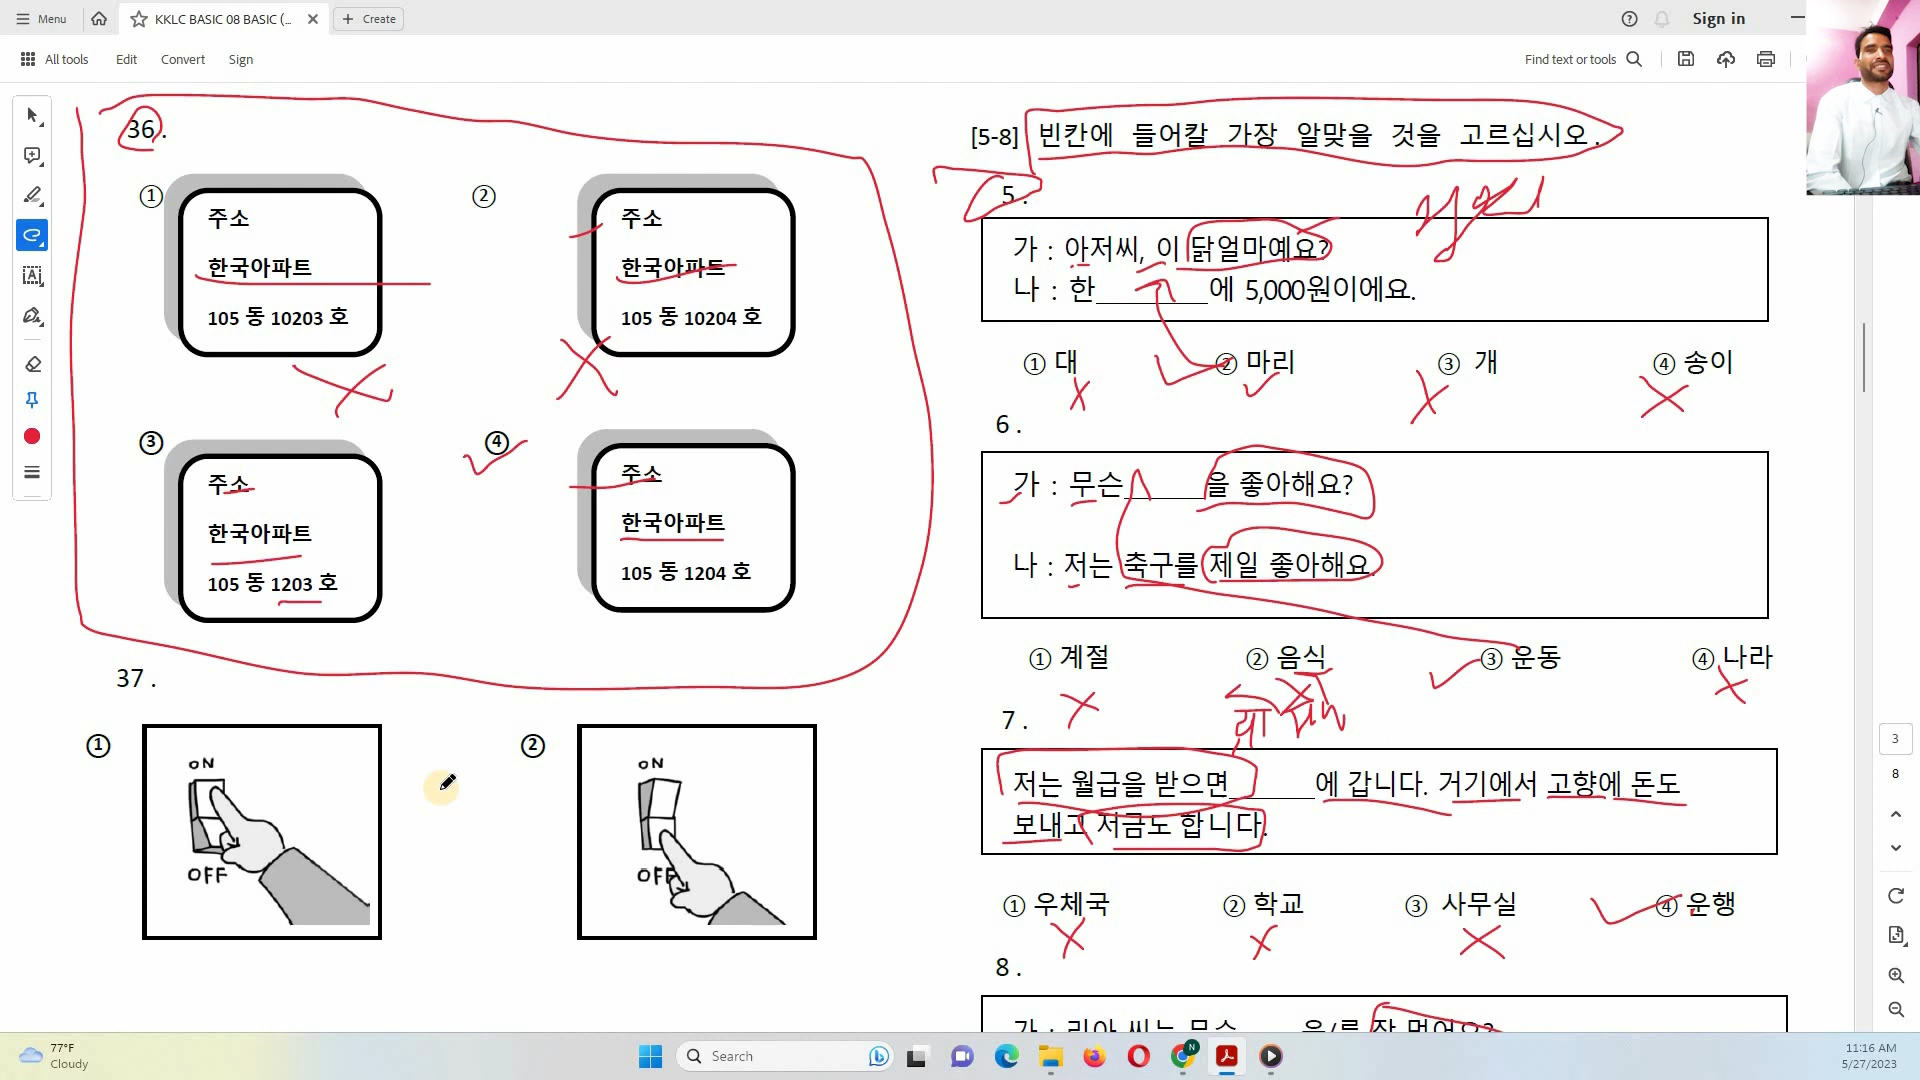 Menu
KKLC BASIC 08 BASIC (...
Create
Sign in
All tools
Edit
Convert
Sign
Find text or tools
36 .
①
주소
한국아파트
105 동 10203 호
②
주소
한국아파트
105 동 10204 호
③
주소
한국아파트
105 동 1203 호
④
주소
한국아파트
105 동 1204 호
37 .
①
ON
OFF
②
ON
OFF
[5-8] 빈칸에 들어칼 가장 알맞을 것을 고르십시오.
5 .
가 : 아저씨, 이 닭얼마예요?
나 : 한________에 5,000원이에요.
① 대 ② 마리 ③ 개 ④ 송이
6 .
가 : 무슨______을 좋아해요?
나 : 저는 축구를 제일 좋아해요.
① 계절 ② 음식 ③ 운동 ④ 나라
7 .
저는 월급을 받으면______에 갑니다. 거기에서 고향에 돈도
보내고 저금도 합니다.
① 우체국 ② 학교 ③ 사무실 ④ 운행
8 .
3
8
77°F
Cloudy
Search
N
11:16 AM
5/27/2023